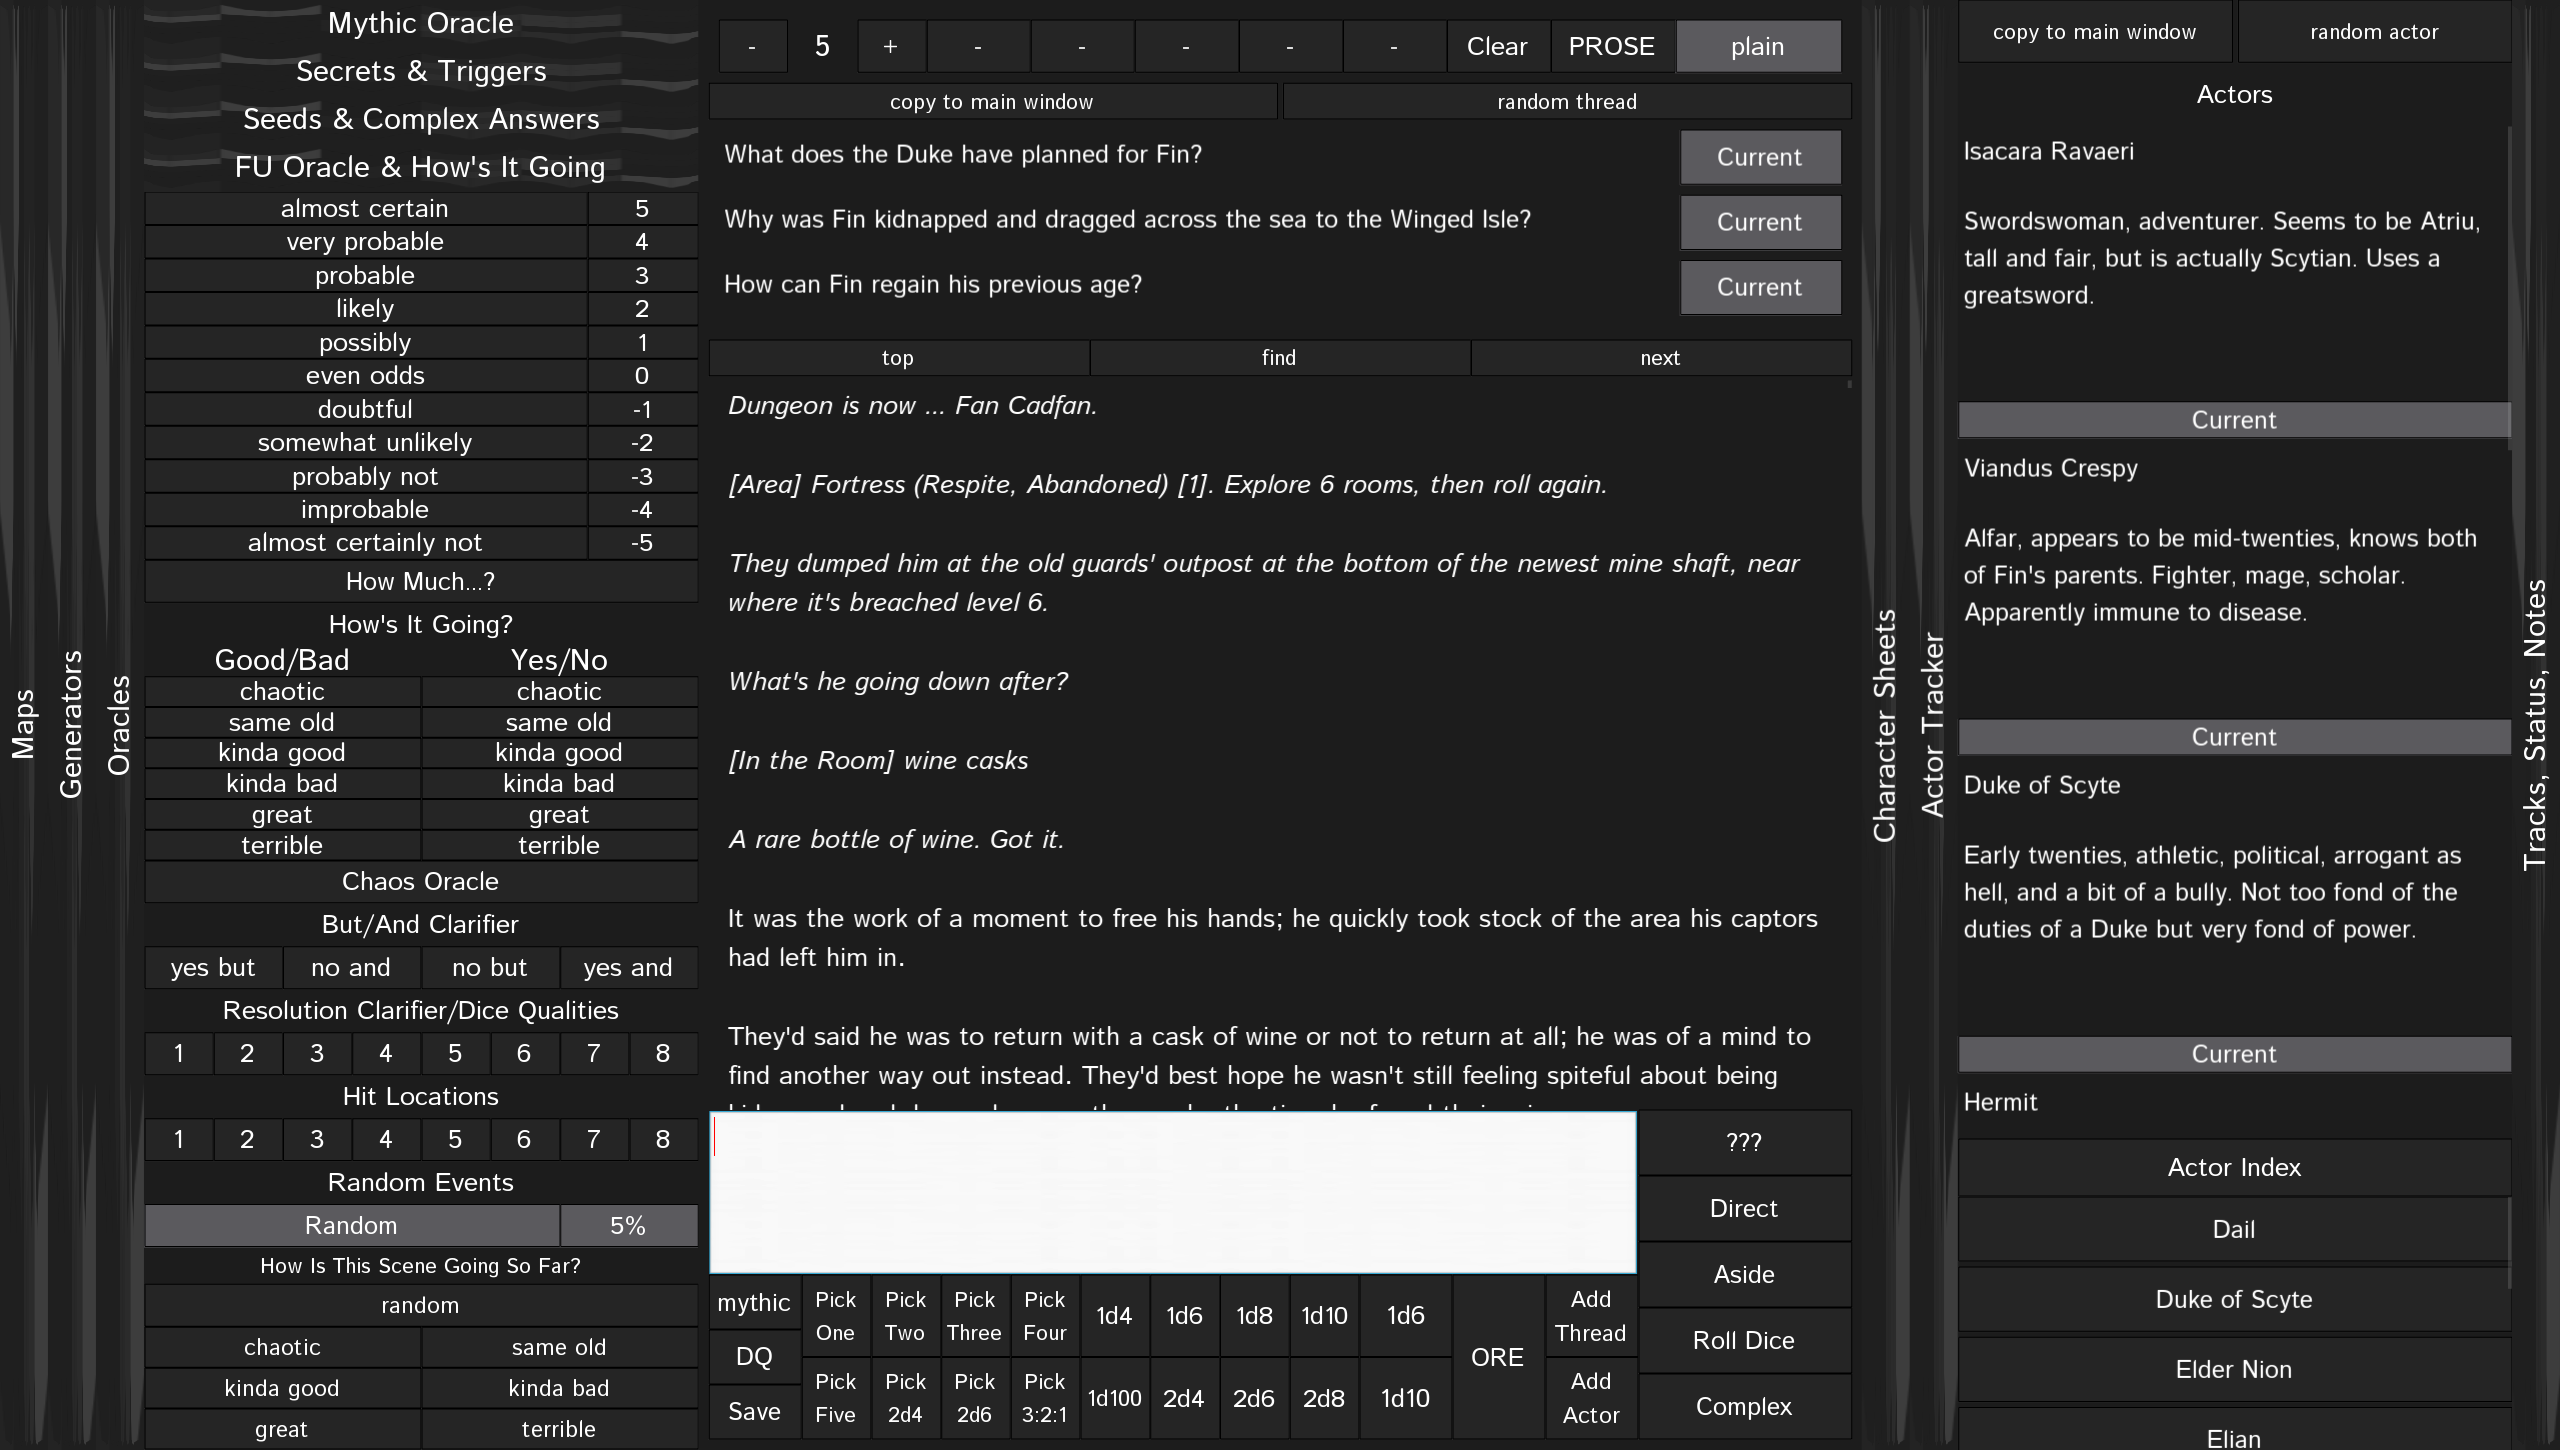 Maps
Generators
Oracles
Mythic Oracle
Secrets & Triggers
Seeds & Complex Answers
FU Oracle & How's It Going
almost certain 5
very probable 4
probable 3
likely 2
possibly 1
even odds 0
doubtful -1
somewhat unlikely -2
probably not -3
improbable -4
almost certainly not -5
How Much...?
How's It Going?
Good/Bad Yes/No
chaotic chaotic
same old same old
kinda good kinda good
kinda bad kinda bad
great great
terrible terrible
Chaos Oracle
But/And Clarifier
yes but no and no but yes and
Resolution Clarifier/Dice Qualities
1 2 3 4 5 6 7 8
Hit Locations
1 2 3 4 5 6 7 8
Random Events
Random 5%
How Is This Scene Going So Far?
random
chaotic same old
kinda good kinda bad
great terrible
- 5 + - - - - - Clear PROSE plain
copy to main window random thread
What does the Duke have planned for Fin? Current
Why was Fin kidnapped and dragged across the sea to the Winged Isle? Current
How can Fin regain his previous age? Current
top find next
Dungeon is now ... Fan Cadfan.
[Area] Fortress (Respite, Abandoned) [1]. Explore 6 rooms, then roll again.
They dumped him at the old guards' outpost at the bottom of the newest mine shaft, near
where it's breached level 6.
What's he going down after?
[In the Room] wine casks
A rare bottle of wine. Got it.
It was the work of a moment to free his hands; he quickly took stock of the area his captors
had left him in.
They'd said he was to return with a cask of wine or not to return at all; he was of a mind to
find another way out instead. They'd best hope he wasn't still feeling spiteful about being
???
Direct
Aside
Roll Dice
Complex
mythic
DQ
Save
Pick One Pick Two Pick Three Pick Four 1d4 1d6 1d8 1d10 1d6 ORE Add Thread
Pick Five Pick 2d4 Pick 2d6 Pick 3:2:1 1d100 2d4 2d6 2d8 1d10 Add Actor
Character Sheets
Actor Tracker
copy to main window random actor
Actors
Isacara Ravaeri
Swordswoman, adventurer. Seems to be Atriu,
tall and fair, but is actually Scytian. Uses a
greatsword.
Current
Viandus Crespy
Alfar, appears to be mid-twenties, knows both
of Fin's parents. Fighter, mage, scholar.
Apparently immune to disease.
Current
Duke of Scyte
Early twenties, athletic, political, arrogant as
hell, and a bit of a bully. Not too fond of the
duties of a Duke but very fond of power.
Current
Hermit
Actor Index
Dail
Duke of Scyte
Elder Nion
Elian
Tracks, Status, Notes